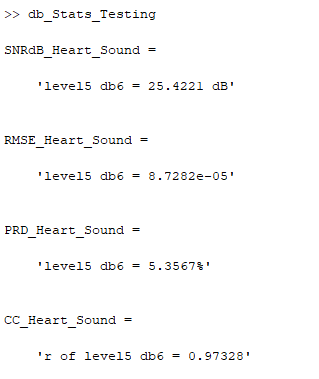 >> db_Stats_Testing
SNRdB_Heart_Sound =
'level5 db6 = 25.4221 dB'
RMSE_Heart_Sound =
'level5 db6 = 8.7282e-05'
PRD_Heart_Sound =
'level5 db6 = 5.3567%'
CC_Heart_Sound =
'r of level5 db6 = 0.97328'